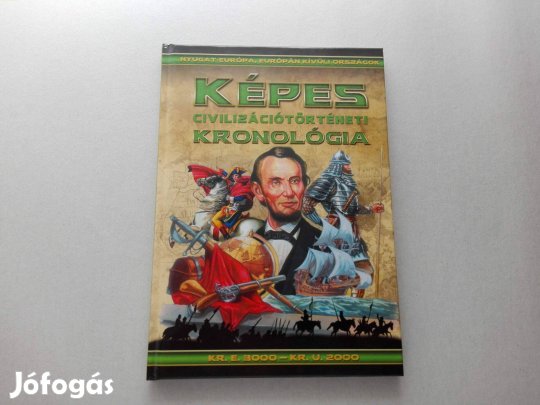 NYUGAT-EURÓPA, EURÓPÁN KÍVÜLI ORSZÁGOK
KÉPES
CIVILIZÁCIÓTÖRTÉNETI
KRONOLÓGIA
KR. E. 3000 – KR. U. 2000
Jófogás